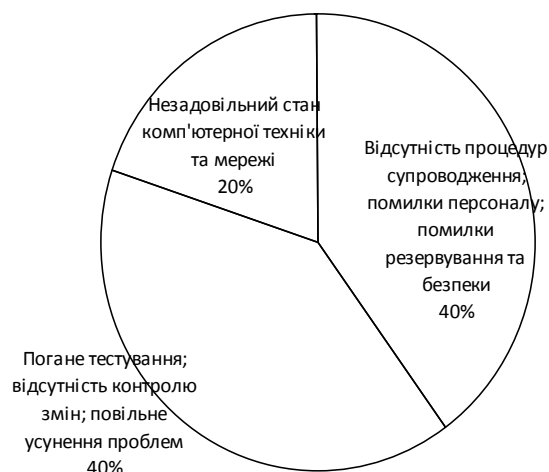 Незадовільний стан
комп'ютерної техніки
та мережі
20%
Відсутність процедур
супроводження;
помилки персоналу;
помилки
резервування та
безпеки
40%
Погане тестування;
відсутність контролю
змін; повільне
усунення проблем
40%